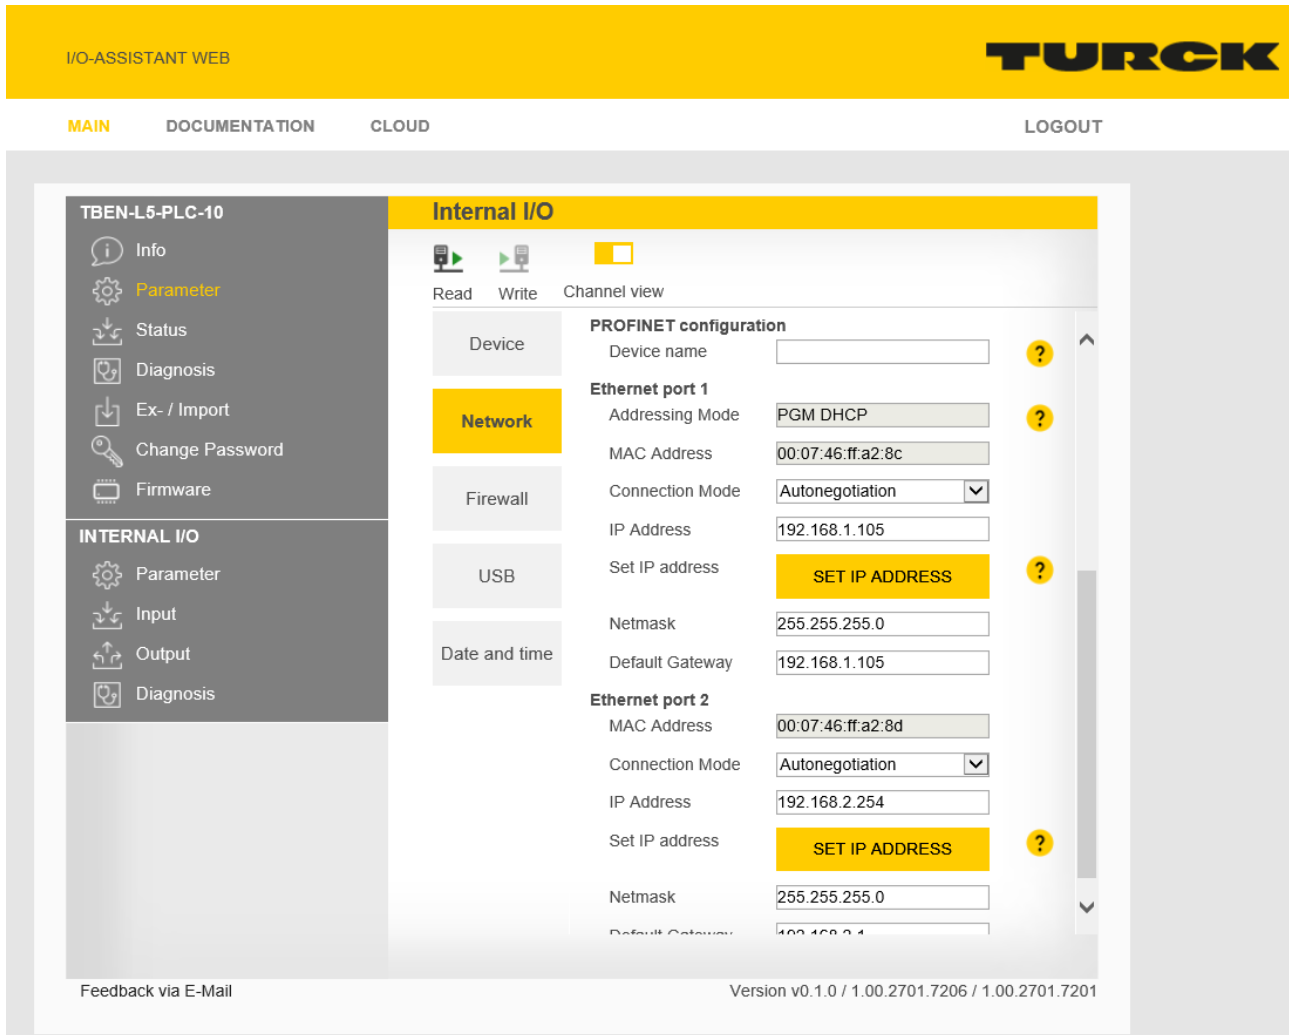 I/O-ASSISTANT WEB
TURCK
MAIN DOCUMENTATION CLOUD LOGOUT
TBEN-L5-PLC-10
Info
Parameter
Status
Diagnosis
Ex- / Import
Change Password
Firmware
INTERNAL I/O
Parameter
Input
Output
Diagnosis
Internal I/O
Read Write Channel view
Device
Network
Firewall
USB
Date and time
PROFINET configuration
Device name
?
Ethernet port 1
Addressing Mode PGM DHCP
?
MAC Address 00:07:46:ff:a2:8c
Connection Mode Autonegotiation
IP Address 192.168.1.105
Set IP address SET IP ADDRESS
?
Netmask 255.255.255.0
Default Gateway 192.168.1.105
Ethernet port 2
MAC Address 00:07:46:ff:a2:8d
Connection Mode Autonegotiation
IP Address 192.168.2.254
Set IP address SET IP ADDRESS
?
Netmask 255.255.255.0
Default Gateway 192.168.2.1
Feedback via E-Mail
Version v0.1.0 / 1.00.2701.7206 / 1.00.2701.7201